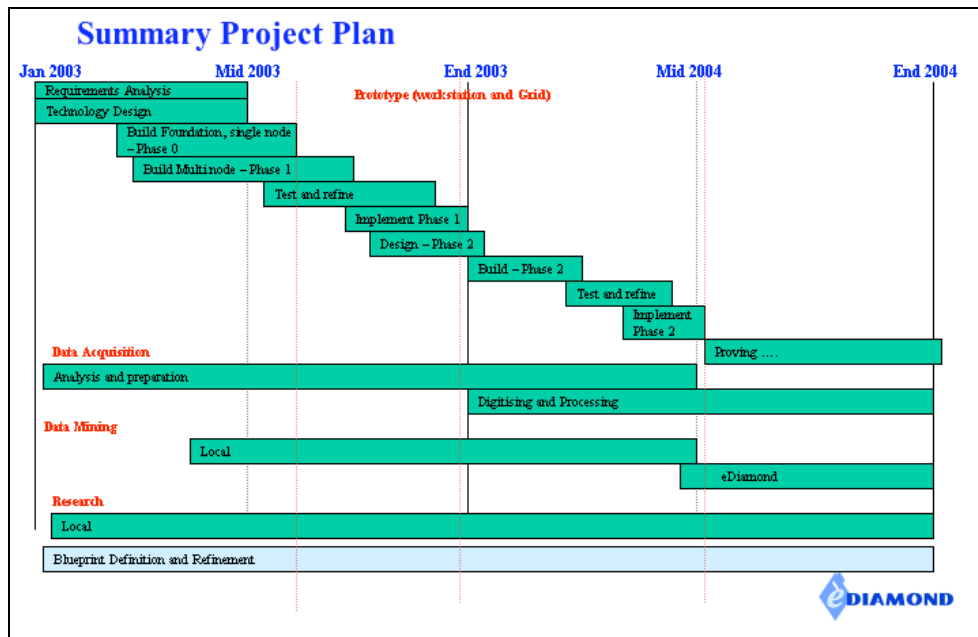 Summary Project Plan
Jan 2003 Mid 2003 End 2003 Mid 2004 End 2004
Requirements Analysis
Prototype (workstation and Grid)
Technology Design
Build Foundation, single node
– Phase 0
Build Multinode – Phase 1
Test and refine
Implement Phase 1
Design – Phase 2
Build – Phase 2
Test and refine
Implement
Phase 2
Proving ….
Data Acquisition
Analysis and preparation
Digitising and Processing
Data Mining
Local
eDiamond
Research
Local
Blueprint Definition and Refinement
eDIAMOND